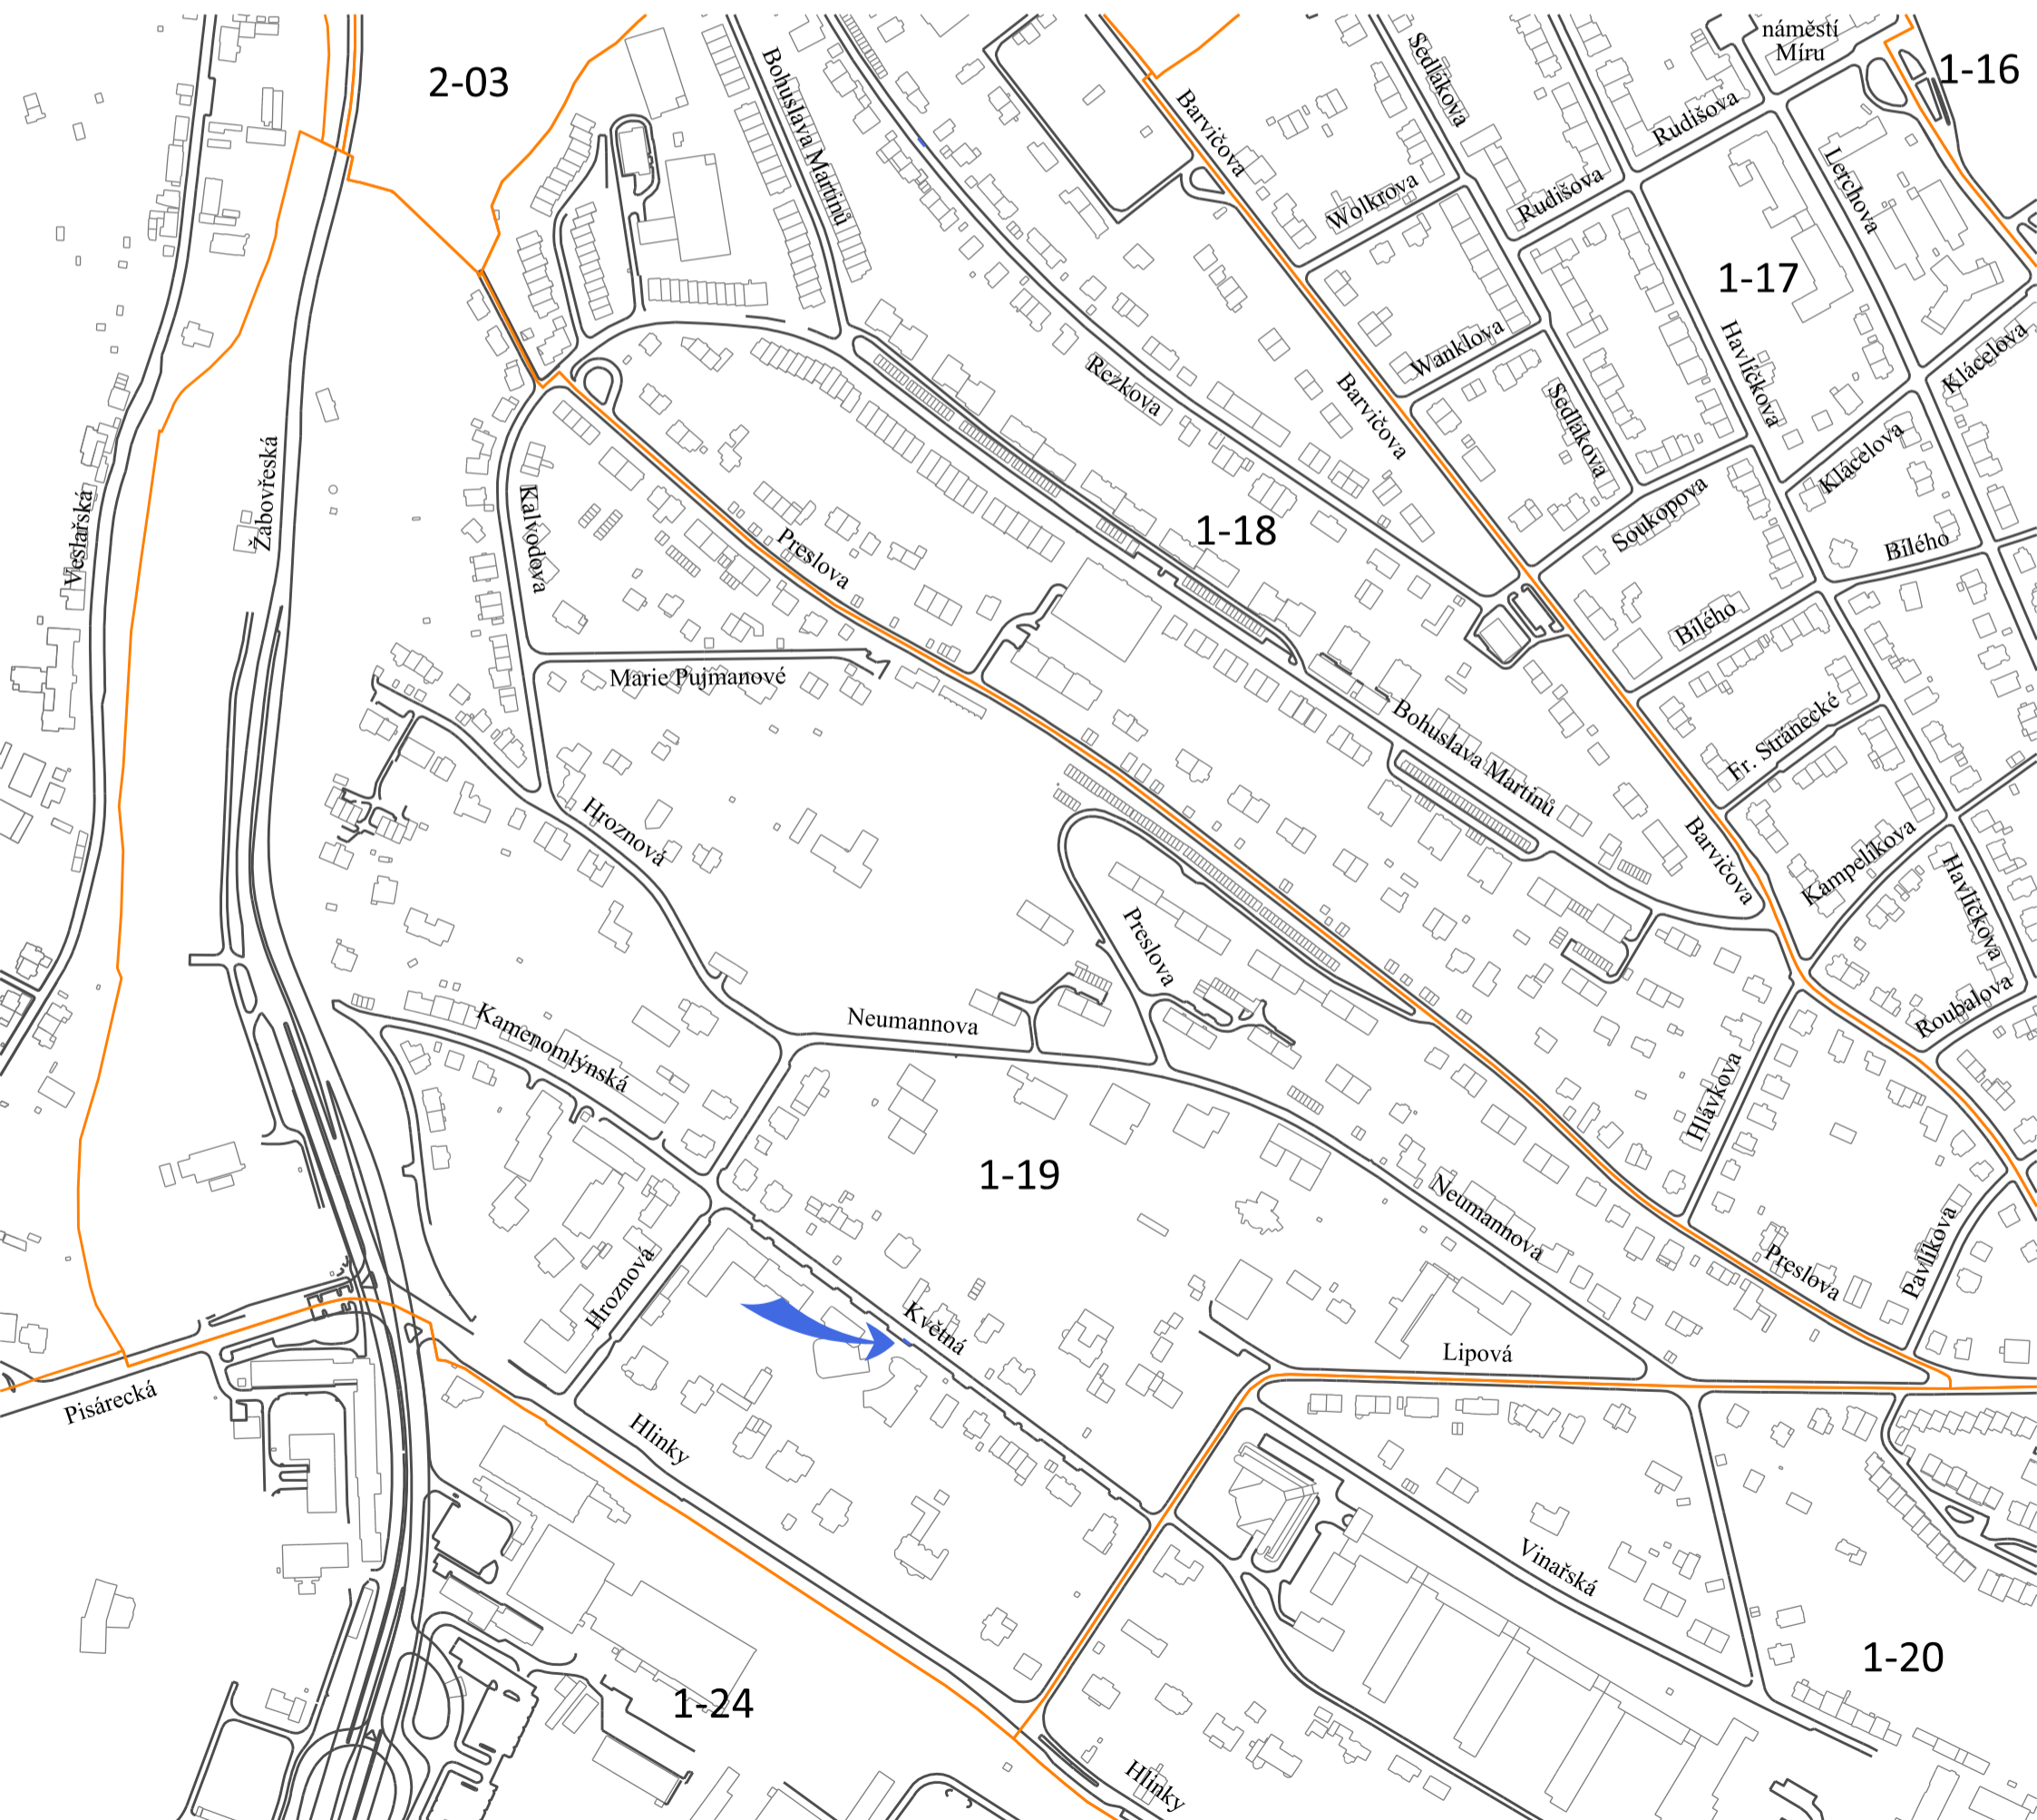 náměstí
Míru
1-16
2-03
Bohuslava Martinů
Sedlákova
Barvičova
Rudišova
Lerchova
Wolkrova
Rudišova
1-17
Havlíčkova
Klácelova
Wanklova
Rezkova
Barvičova
Sedlákova
Klácelova
Žabovřeská
Veslařská
Kalvodova
Preslova
1-18
Soukopova
Bílého
Bílého
Marie Pujmanové
Bohuslava Martinů
Fr. Stránecké
Hroznová
Barvičova
Kampelíkova
Havlíčkova
Preslova
Roubalova
Kamenomlýnská
Neumannova
Hlávkova
1-19
Neumannova
Hroznová
Květná
Preslova
Pavlíkova
Lipová
Pisárecká
Hlinky
Vinařská
1-20
1-24
Hlinky